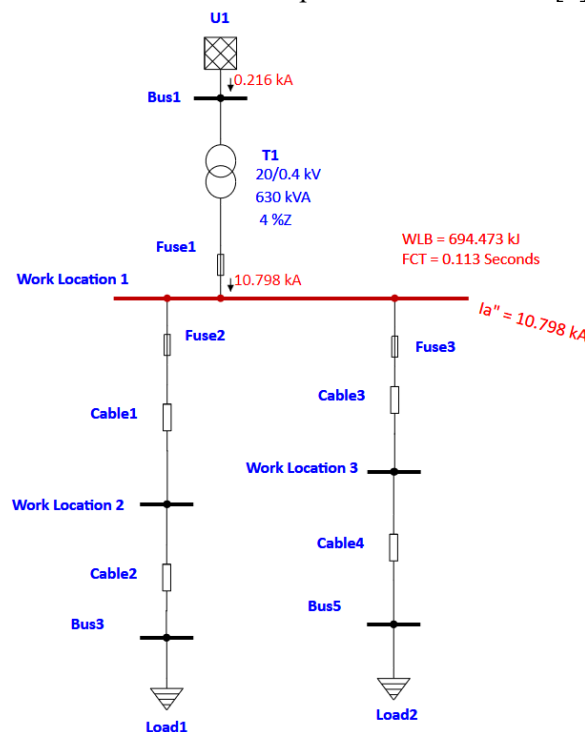 U1
0.216 kA
Bus1
T1
20/0.4 kV
630 kVA
4 %Z
Fuse1
WLB = 694.473 kJ
FCT = 0.113 Seconds
Work Location 1
10.798 kA
Ia" = 10.798 kA
Fuse2
Fuse3
Cable1
Cable3
Work Location 3
Work Location 2
Cable4
Cable2
Bus5
Bus3
Load2
Load1